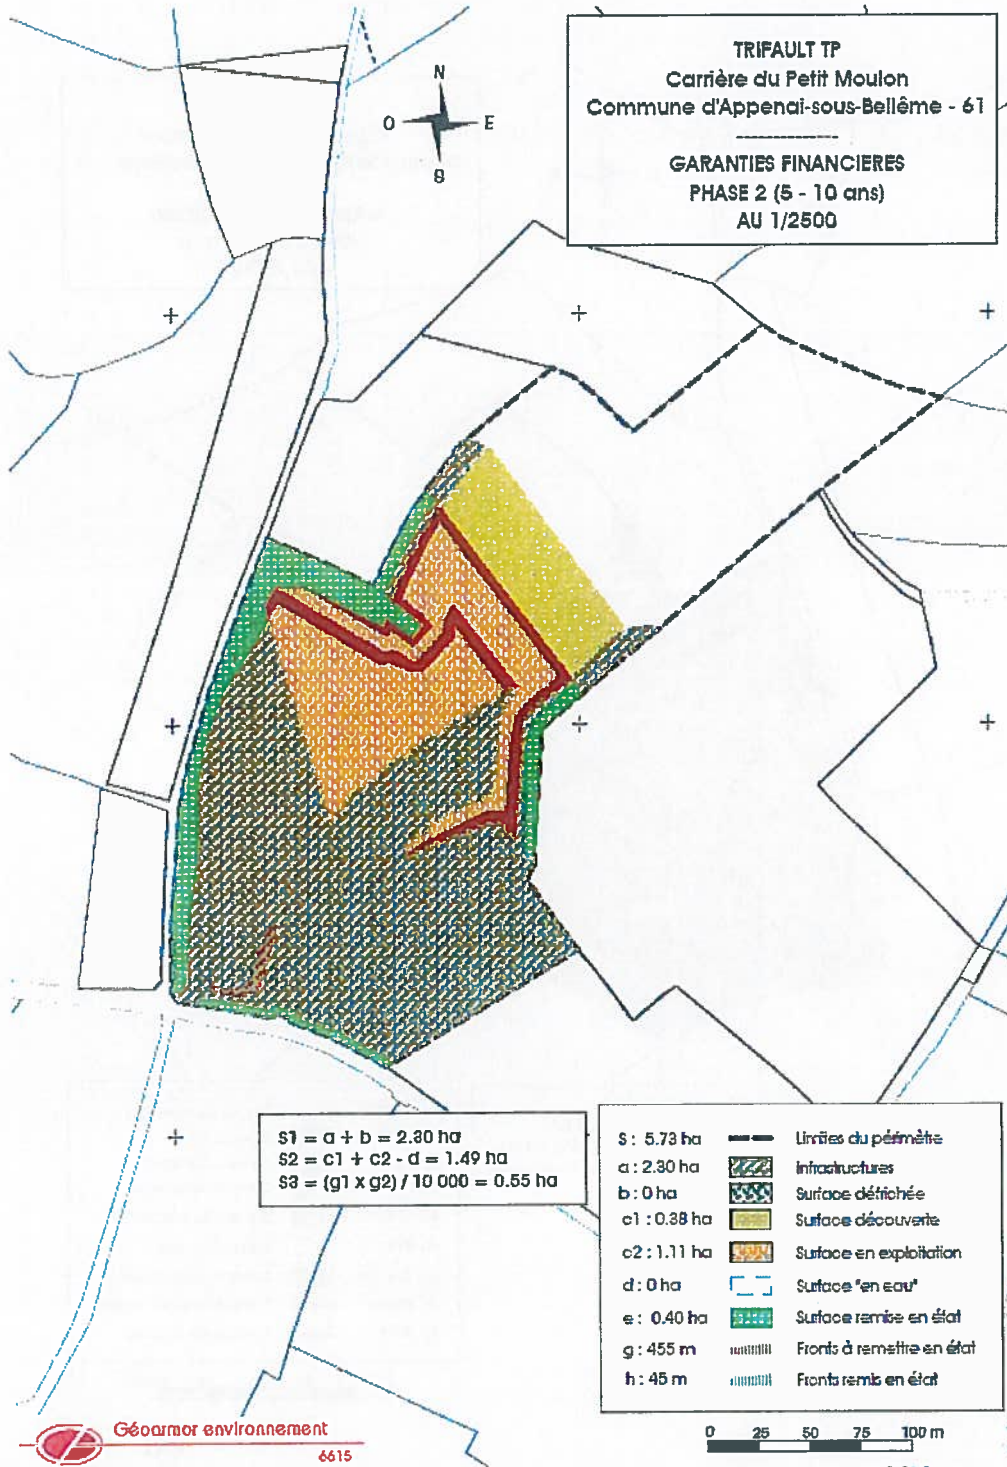 TRIFAULT TP
Carrière du Petit Moulon
Commune d'Appenai-sous-Bellême - 61
GARANTIES FINANCIERES
PHASE 2 (5 - 10 ans)
AU 1/2500
N
O
E
S
S1 = a + b = 2.30 ha
S2 = c1 + c2 - d = 1.49 ha
S3 = (g1 x g2) / 10 000 = 0.55 ha
S : 5.73 ha Limites du périmètre
a : 2.30 ha Infrastructures
b : 0 ha Surface défrichée
c1 : 0.38 ha Surface découverte
c2 : 1.11 ha Surface en exploitation
d : 0 ha Surface "en eau"
e : 0.40 ha Surface remise en état
g : 455 m Fronts à remettre en état
h : 45 m Fronts remis en état
Géoarmor environnement
6615
0 25 50 75 100 m